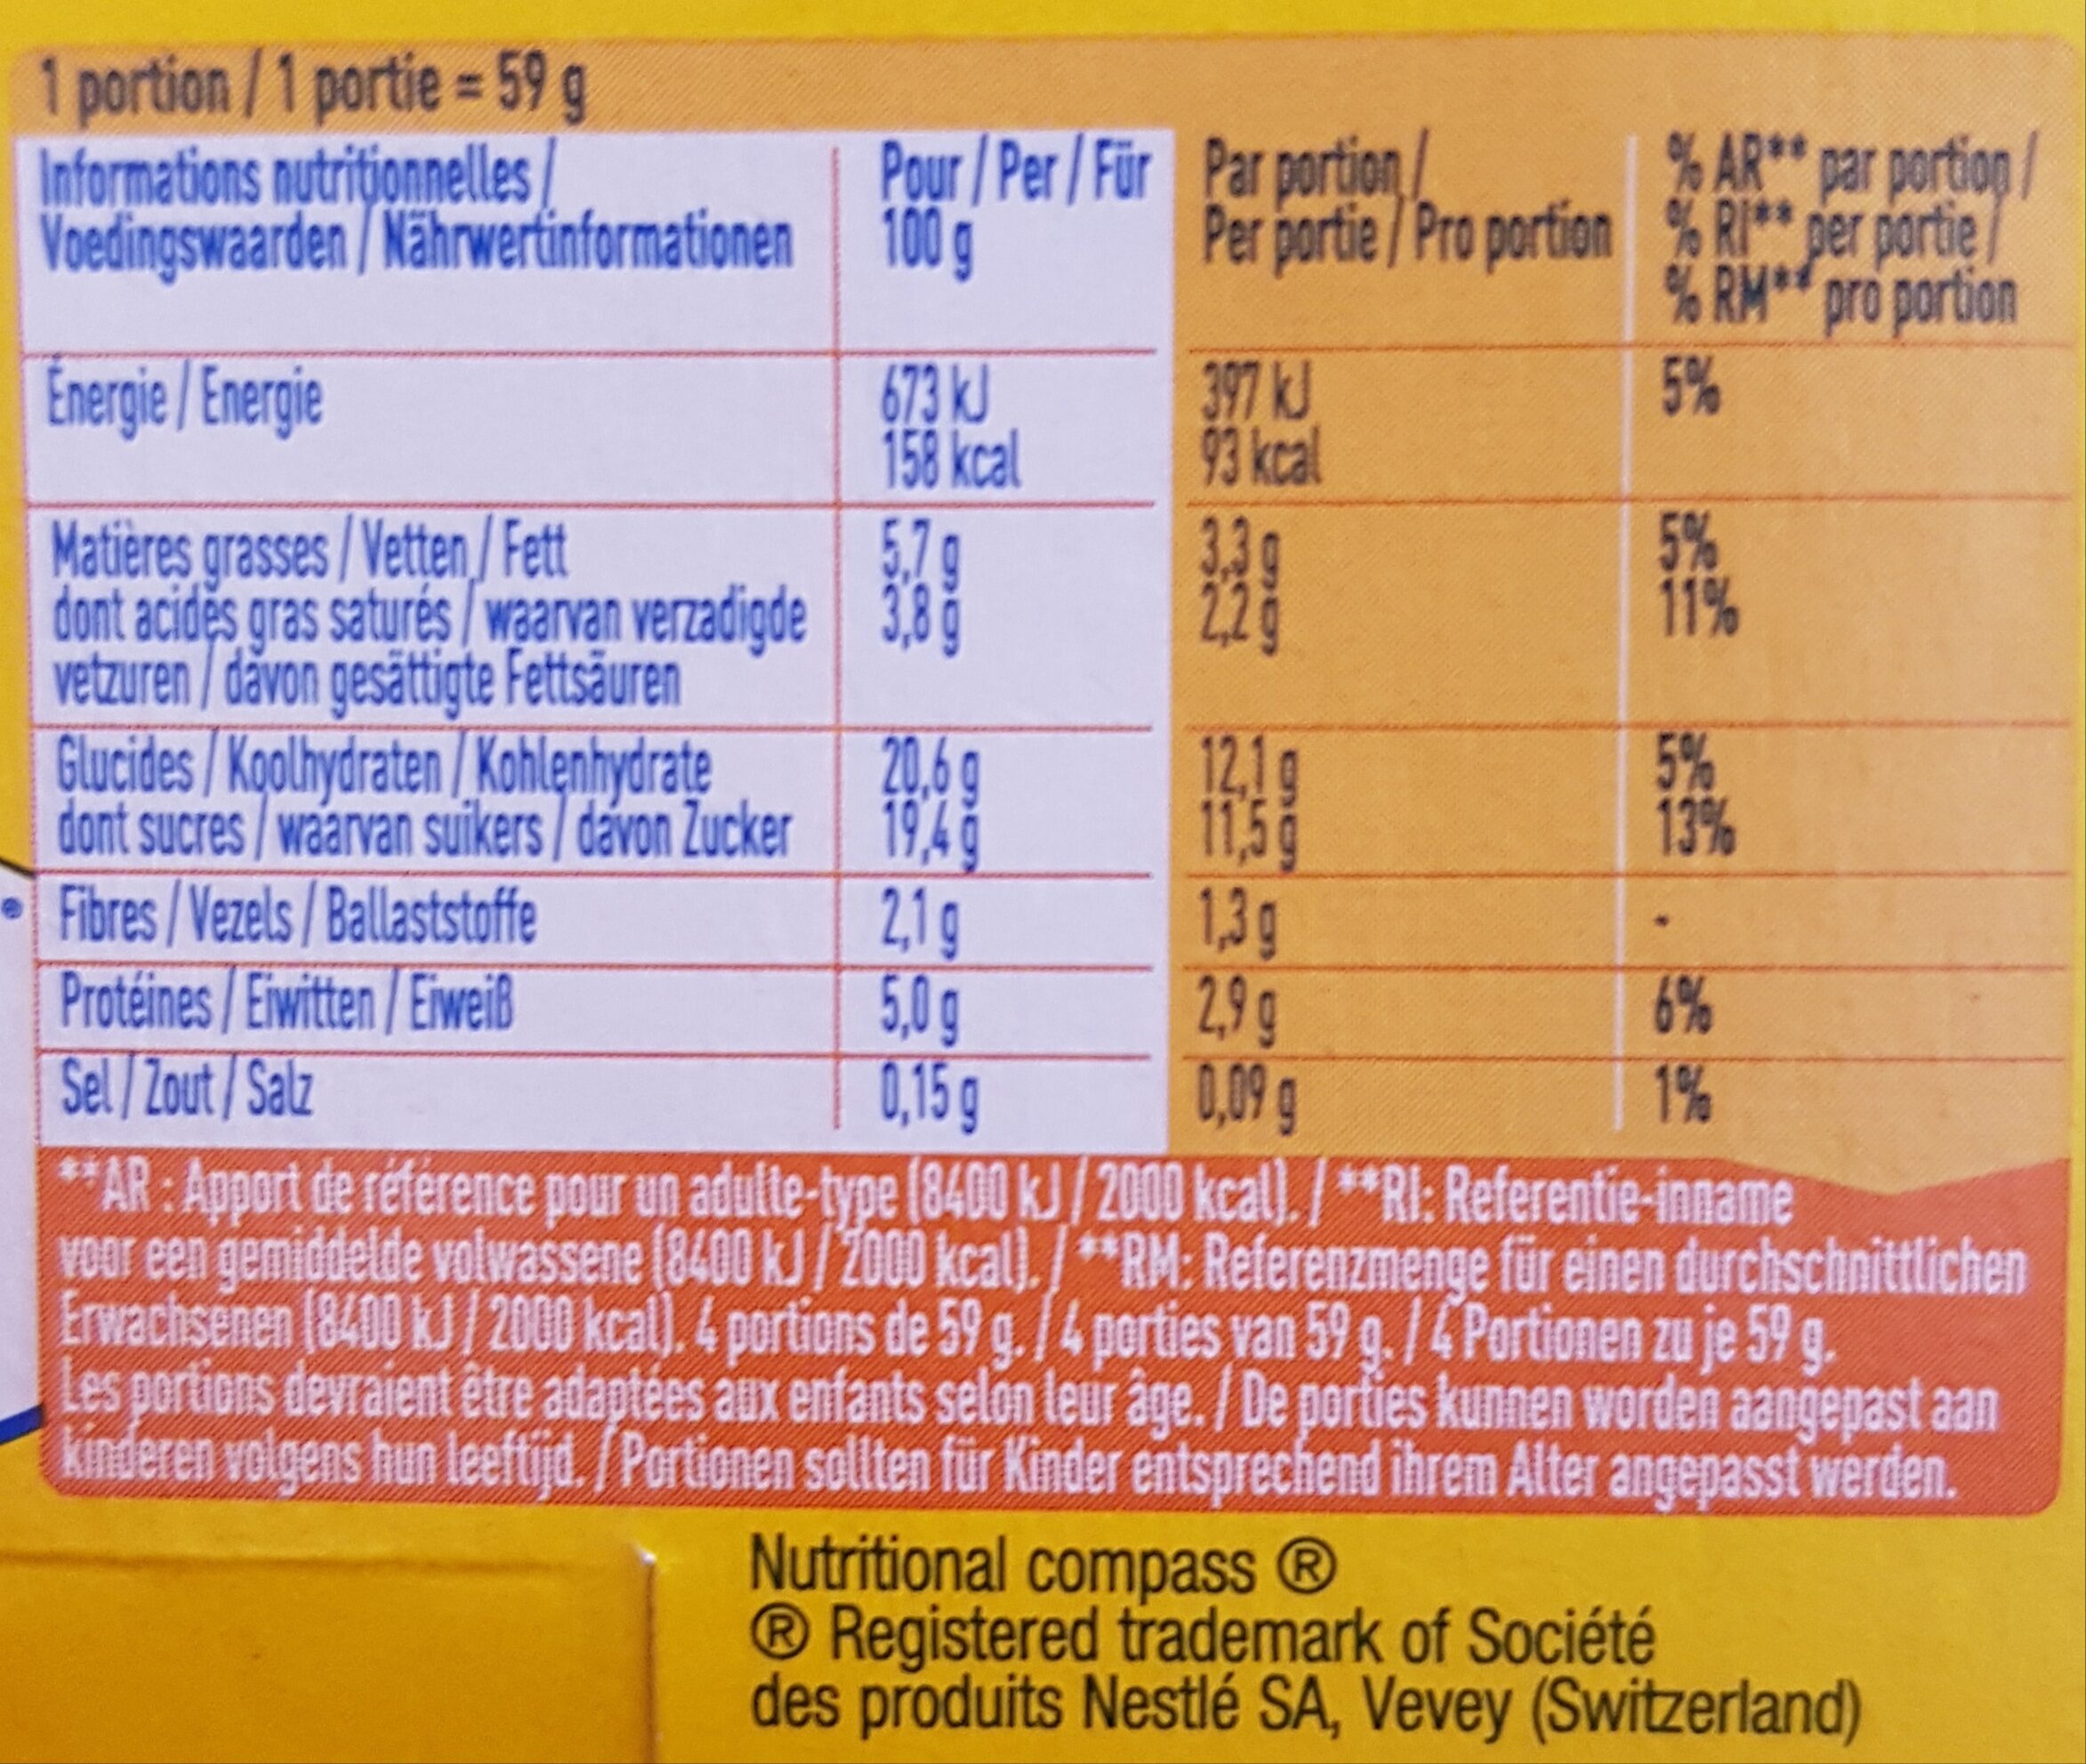 1 portion / 1 portie = 59 g
Informations nutritionnelles /
Voedingswaarden / Nährwertinformationen
Pour / Per / Für
100 g
Par portion /
Per portie / Pro portion
% AR** par portion /
% RI** per portie /
% RM** pro portion
Énergie / Energie
673 kJ
158 kcal
397 kJ
93 kcal
5%
Matières grasses / Vetten / Fett 5,7 g 3,3 g 5%
dont acides gras saturés / waarvan verzadigde 3,8 g 2,2 g 11%
vetzuren / davon gesättigte Fettsäuren
Glucides / Koolhydraten / Kohlenhydrate 20,6 g 12,1 g 5%
dont sucres / waarvan suikers / davon Zucker 19,4 g 11,5 g 13%
Fibres / Vezels / Ballaststoffe 2,1 g 1,3 g -
Protéines / Eiwitten / Eiweiß 5,0 g 2,9 g 6%
Sel / Zout / Salz 0,15 g 0,09 g 1%
**AR : Apport de référence pour un adulte-type (8400 kJ / 2000 kcal). / **RI: Referentie-inname
voor een gemiddelde volwassene (8400 kJ / 2000 kcal). / **RM: Referenzmenge für einen durchschnittlichen
Erwachsenen (8400 kJ / 2000 kcal). 4 portions de 59 g. / 4 porties van 59 g. / 4 Portionen zu je 59 g.
Les portions devraient être adaptées aux enfants selon leur âge. / De porties kunnen worden aangepast aan
kinderen volgens hun leeftijd. / Portionen sollten für Kinder entsprechend ihrem Alter angepasst werden.
Nutritional compass ®
® Registered trademark of Société
des produits Nestlé SA, Vevey (Switzerland)